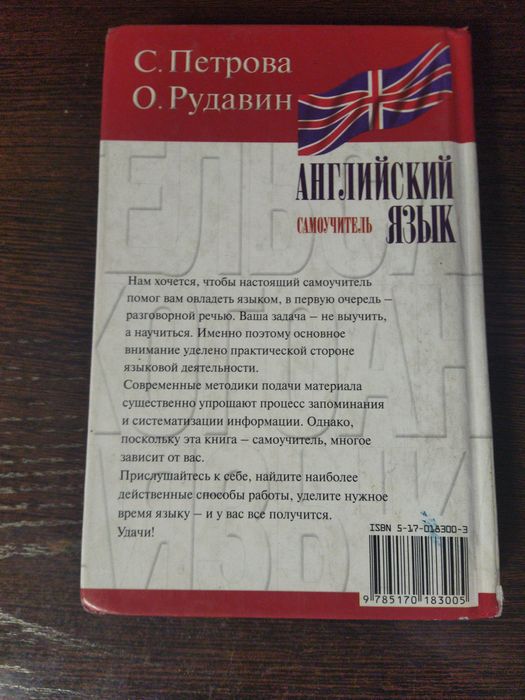 С. Петрова
О. Рудавин
АНГЛИЙСКИЙ
САМОУЧИТЕЛЬ ЯЗЫК
Нам хочется, чтобы настоящий самоучитель
помог вам овладеть языком, в первую очередь –
разговорной речью. Ваша задача – не выучить,
а научиться. Именно поэтому основное
внимание уделено практической стороне
языковой деятельности.
Современные методики подачи материала
существенно упрощают процесс запоминания
и систематизации информации. Однако,
поскольку эта книга – самоучитель, многое
зависит от вас.
Прислушайтесь к себе, найдите наиболее
действенные способы работы, уделите нужное
время языку – и у вас все получится.
Удачи!
ISBN 5-17-018300-3
9 785170 183005